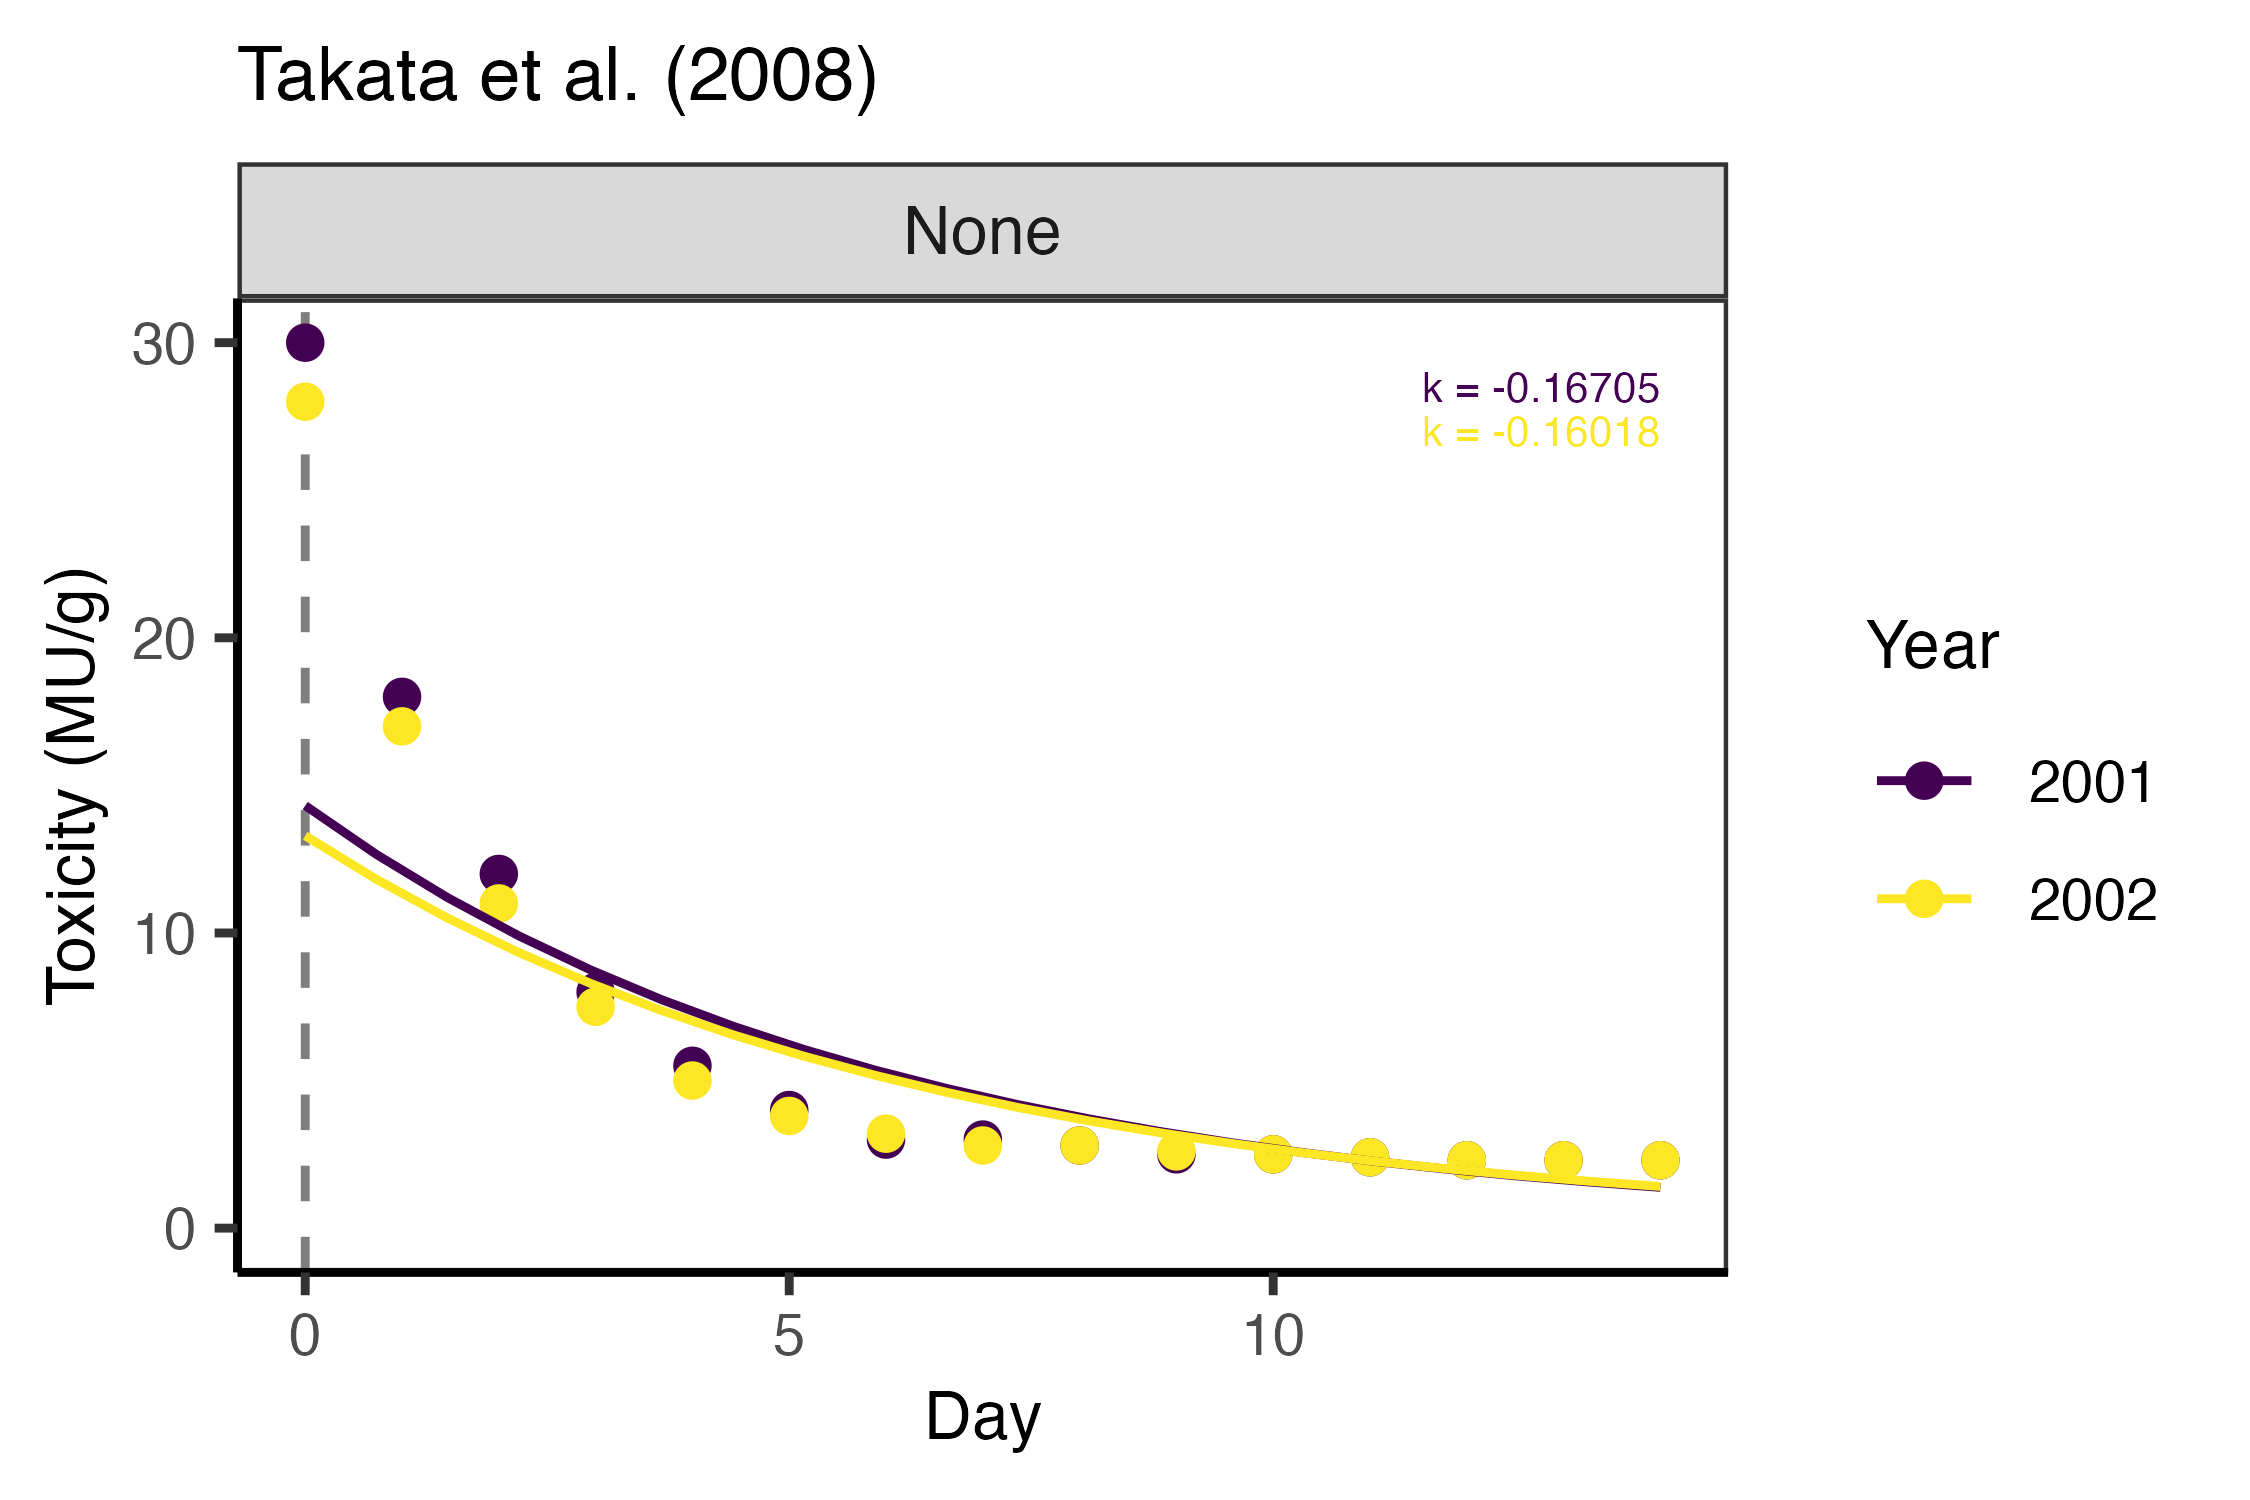 Takata et al. (2008)
None
30
20
10
0
Toxicity (MU/g)
k = -0.16705
k = -0.16018
0 5 10
Day
Year
2001
2002